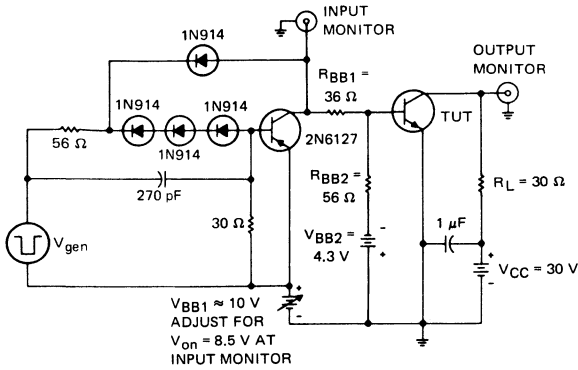 INPUT
MONITOR
1N914
OUTPUT
MONITOR
RBB1 =
36 Ω
1N914
1N914
TUT
56 Ω
1N914
2N6127
270 pF
RBB2 =
56 Ω
RL = 30 Ω
30 Ω
1 μF
Vgen
VBB2 =
4.3 V
-
+
+
-
VCC = 30 V
VBB1 ≈ 10 V
ADJUST FOR
Von = 8.5 V AT
INPUT MONITOR
+
-